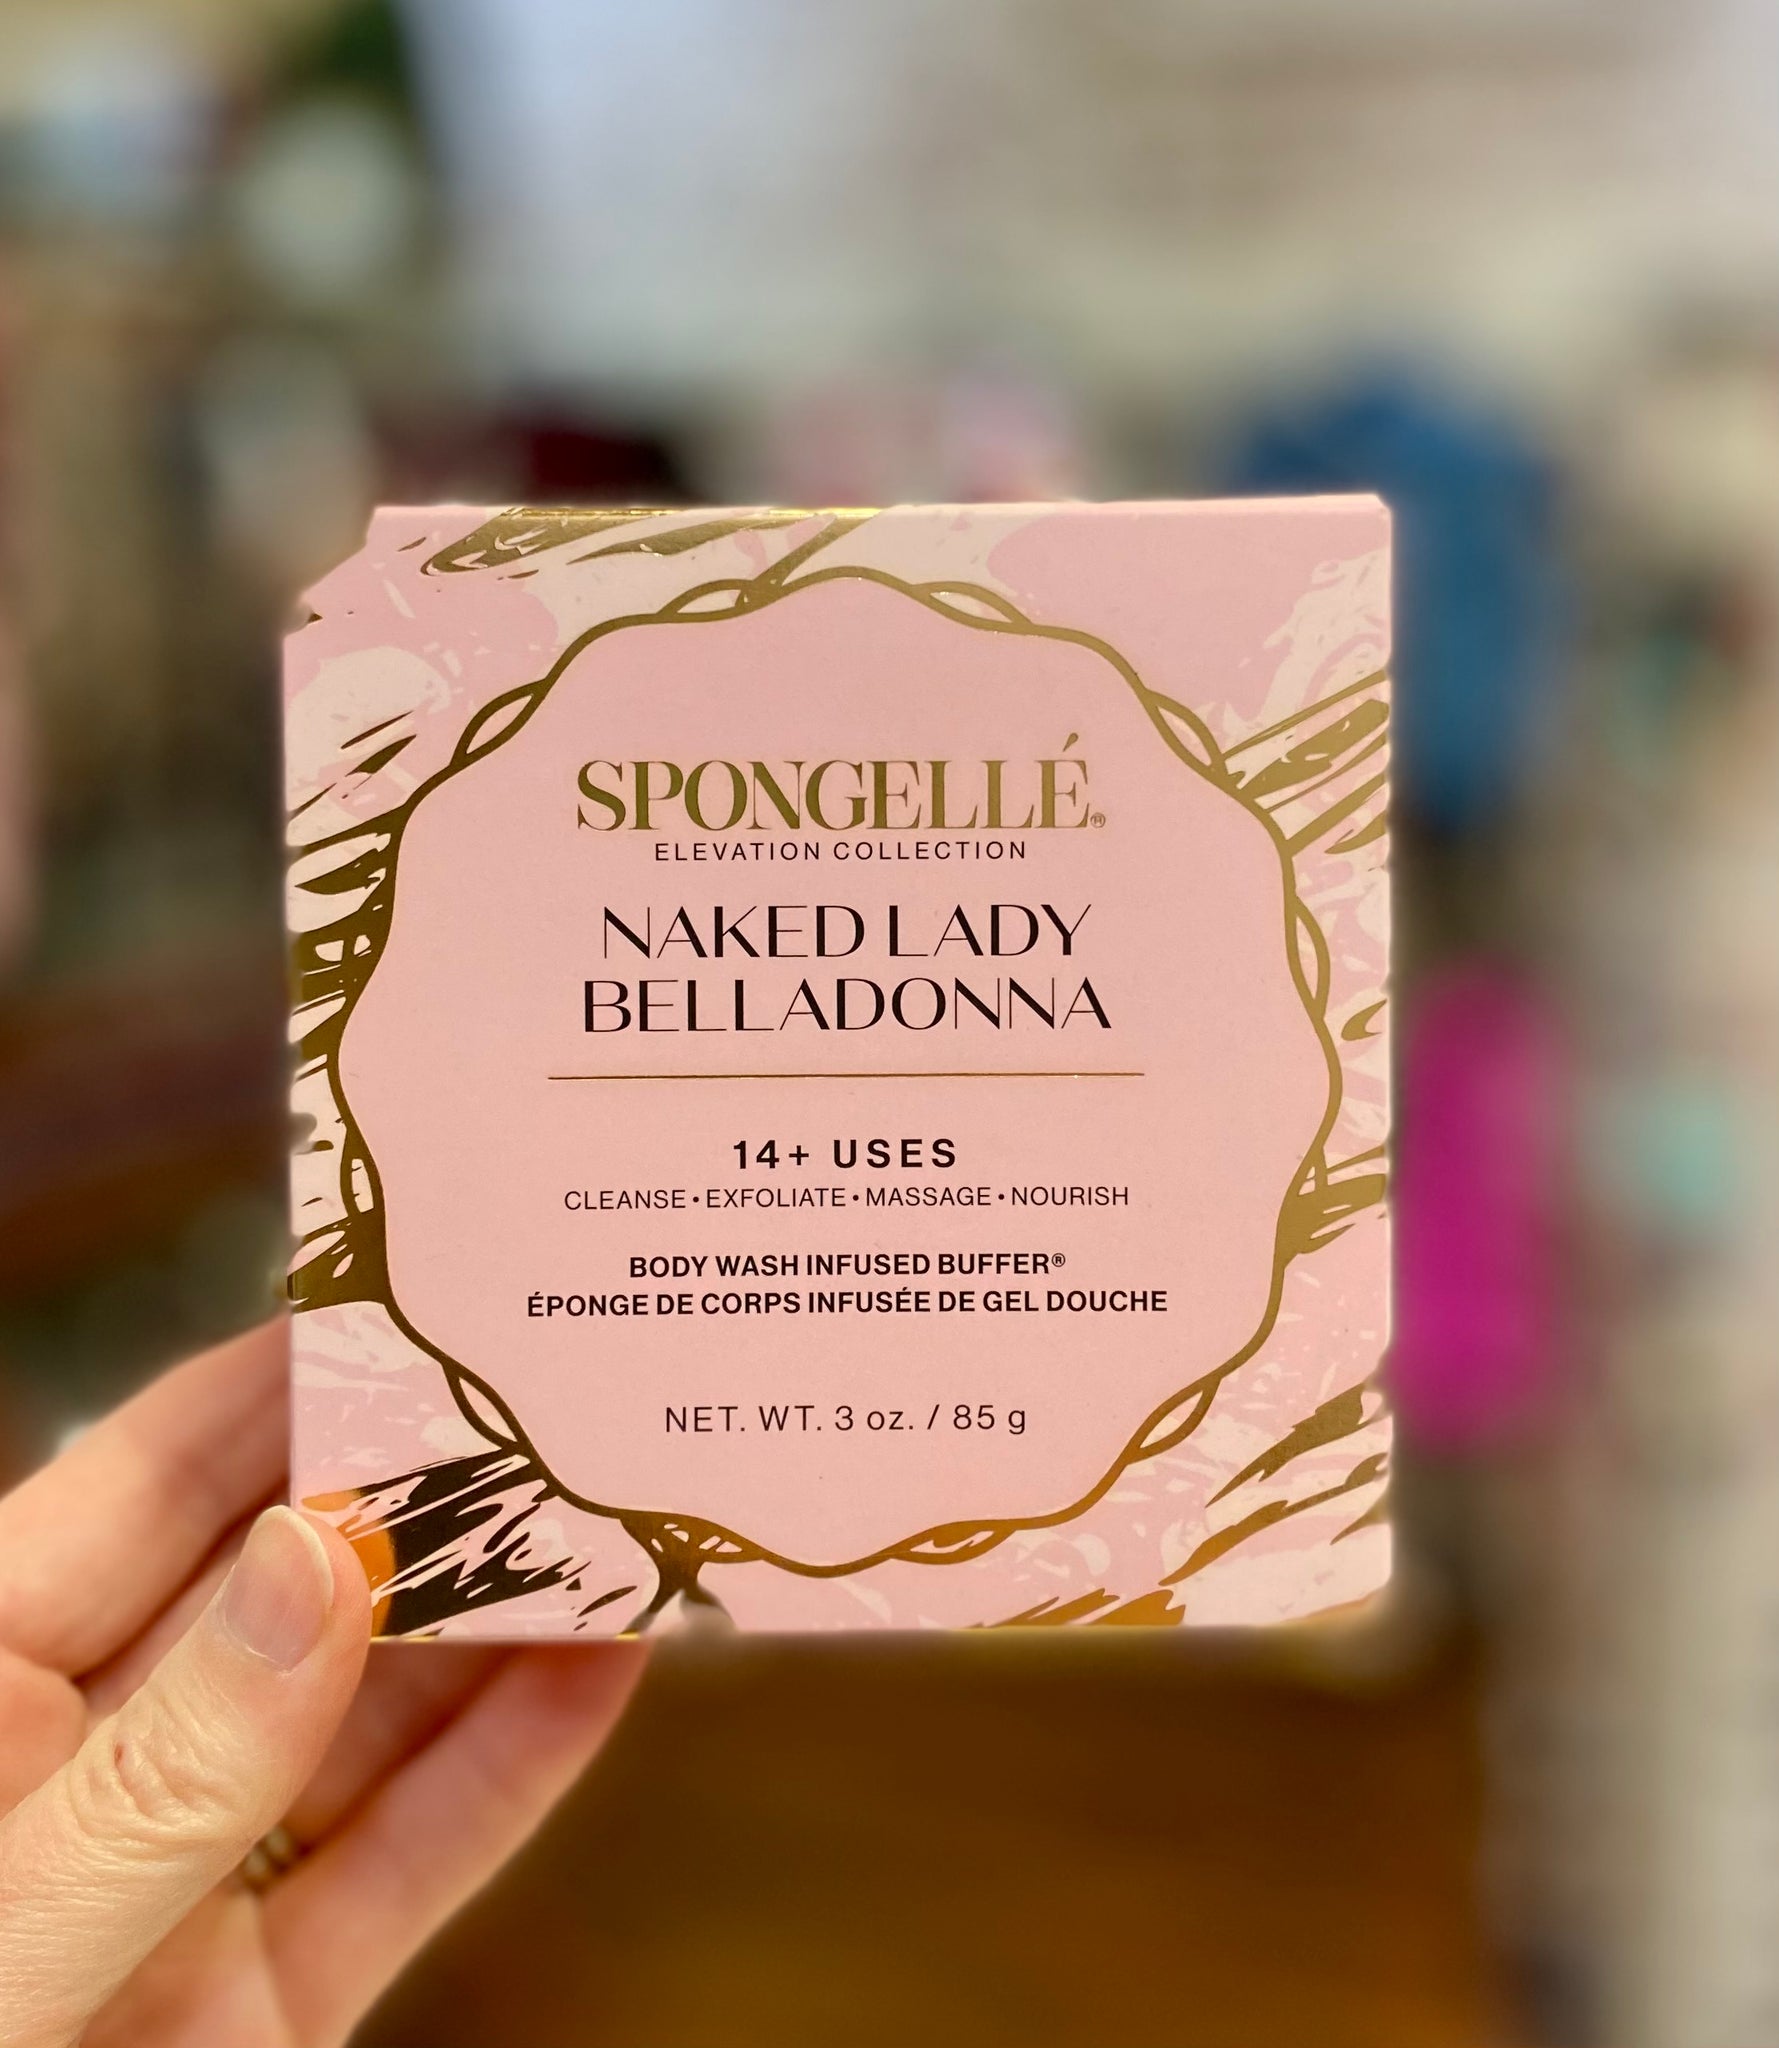 SPONGELLÉ®
ELEVATION COLLECTION
NAKED LADY
BELLADONNA
14+ USES
CLEANSE • EXFOLIATE • MASSAGE • NOURISH
BODY WASH INFUSED BUFFER®
ÉPONGE DE CORPS INFUSÉE DE GEL DOUCHE
NET. WT. 3 oz. / 85 g